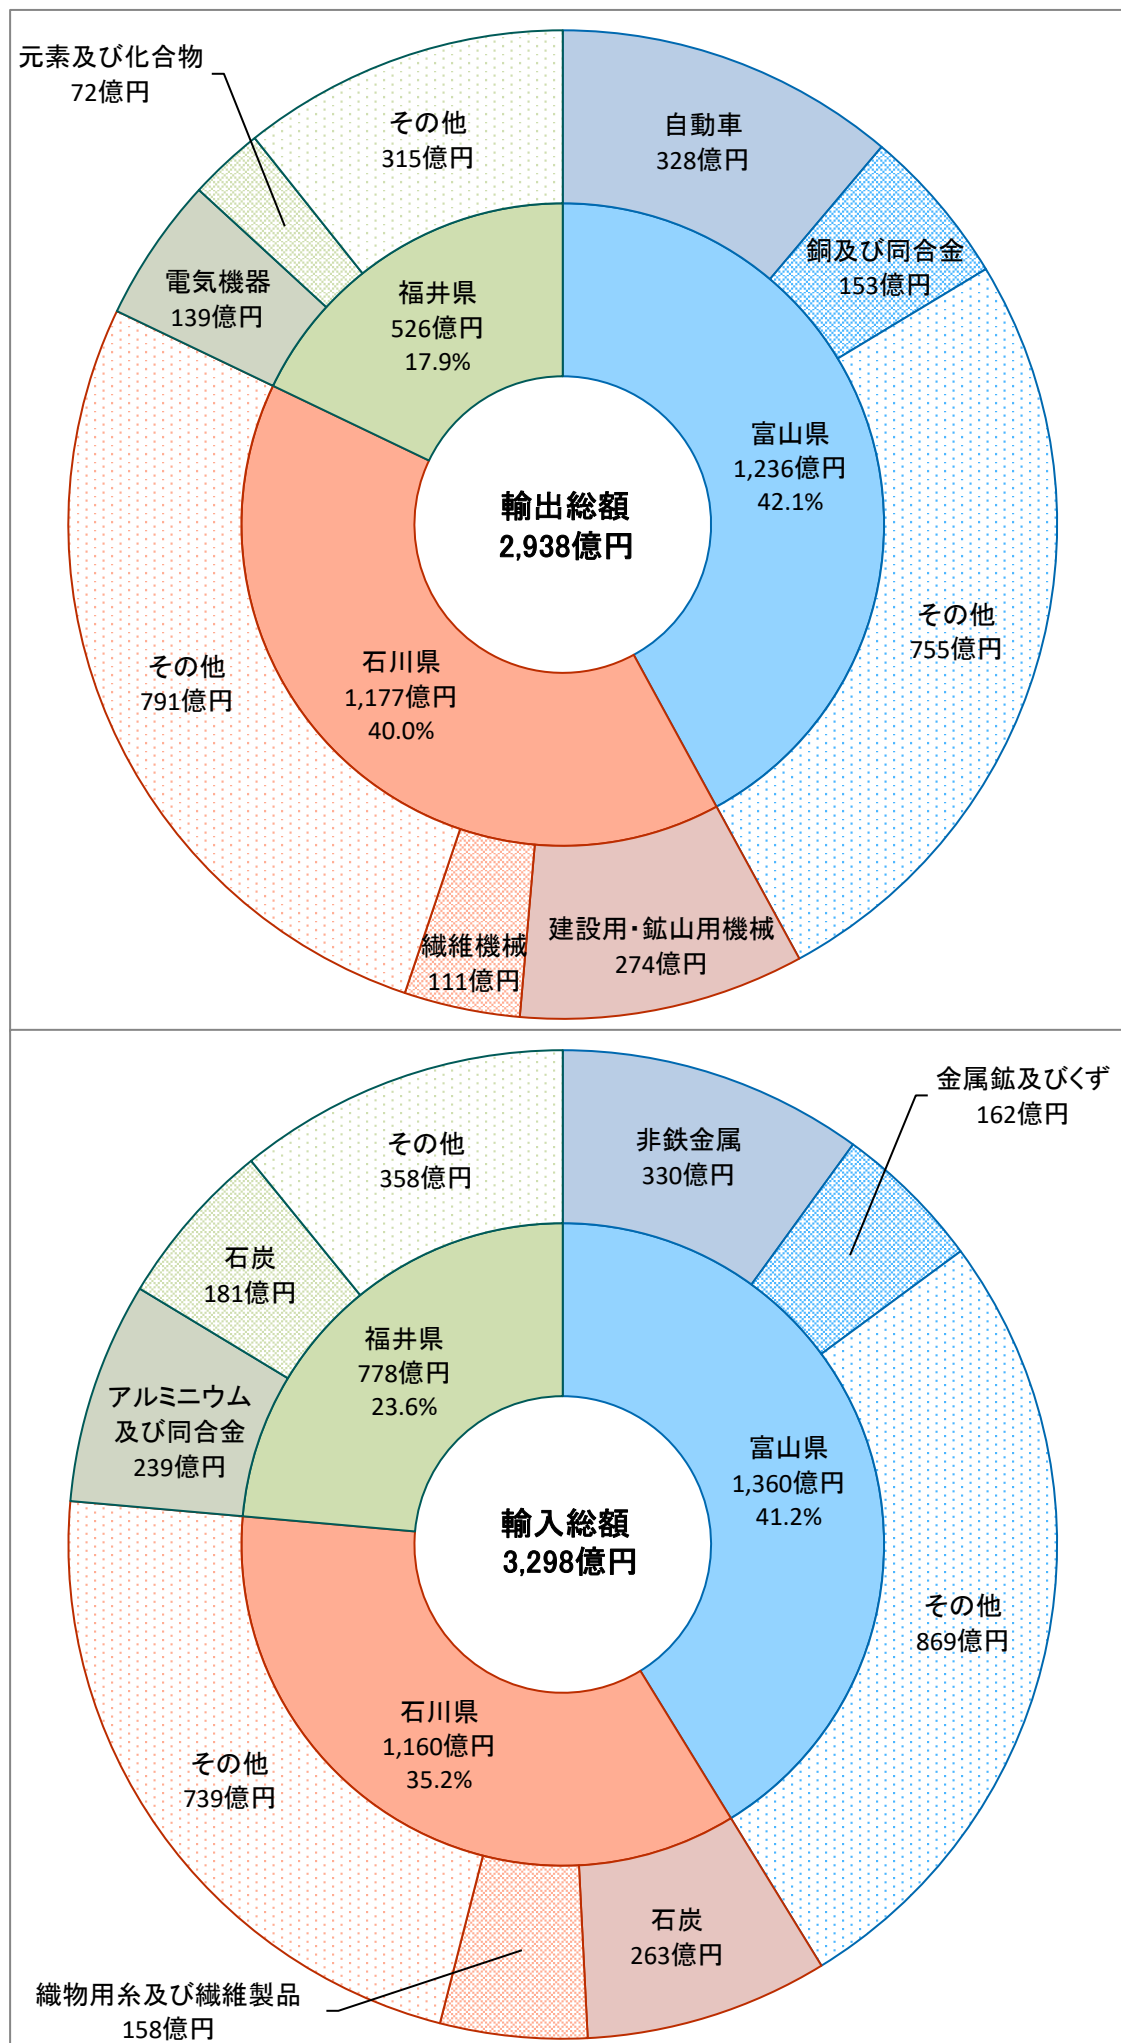 元素及び化合物
72億円
その他
315億円
自動車
328億円
銅及び同合金
153億円
電気機器
139億円
福井県
526億円
17.9%
富山県
1,236億円
42.1%
輸出総額
2,938億円
その他
755億円
その他
791億円
石川県
1,177億円
40.0%
繊維機械
111億円
建設用・鉱山用機械
274億円
金属鉱及びくず
162億円
その他
358億円
非鉄金属
330億円
石炭
181億円
福井県
778億円
23.6%
アルミニウム
及び同合金
239億円
富山県
1,360億円
41.2%
輸入総額
3,298億円
その他
869億円
石川県
1,160億円
35.2%
その他
739億円
石炭
263億円
織物用糸及び繊維製品
158億円